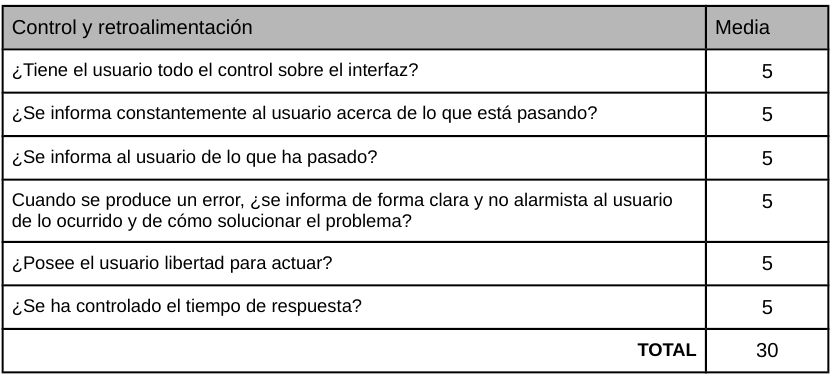 Control y retroalimentación Media
¿Tiene el usuario todo el control sobre el interfaz? 5
¿Se informa constantemente al usuario acerca de lo que está pasando? 5
¿Se informa al usuario de lo que ha pasado? 5
Cuando se produce un error, ¿se informa de forma clara y no alarmista al usuario 5
de lo ocurrido y de cómo solucionar el problema?
¿Posee el usuario libertad para actuar? 5
¿Se ha controlado el tiempo de respuesta? 5
TOTAL 30